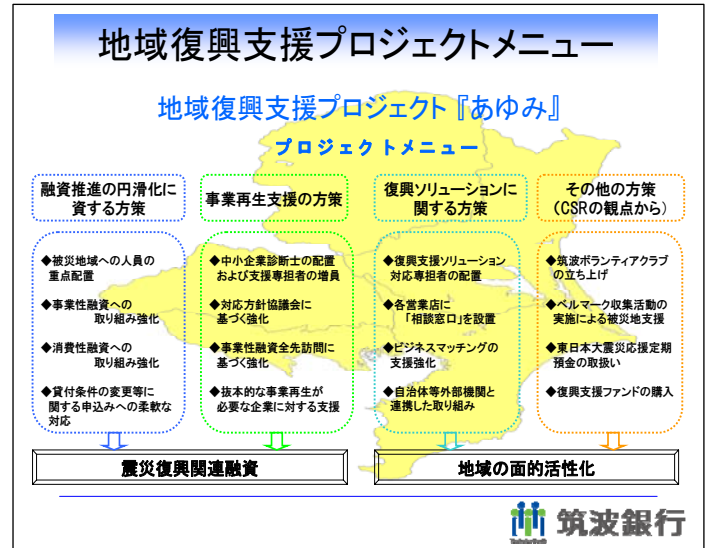 地域復興支援プロジェクトメニュー
地域復興支援プロジェクト『あゆみ』
プロジェクトメニュー
融資推進の円滑化に
資する方策
◆被災地域への人員の
重点配置
◆事業性融資への
取り組み強化
◆消費性融資への
取り組み強化
◆貸付条件の変更等に
関する申込みへの柔軟な
対応
事業再生支援の方策
◆中小企業診断士の配置
および支援専担者の増員
◆対応方針協議会に
基づく強化
◆事業性融資全先訪問に
基づく強化
◆抜本的な事業再生が
必要な企業に対する支援
復興ソリューションに
関する方策
◆復興支援ソリューション
対応専担者の配置
◆各営業店に
「相談窓口」を設置
◆ビジネスマッチングの
支援強化
◆自治体等外部機関と
連携した取り組み
その他の方策
(CSRの観点から)
◆筑波ボランティアクラブ
の立ち上げ
◆ベルマーク収集活動の
実施による被災地支援
◆東日本大震災応援定期
預金の取扱い
◆復興支援ファンドの購入
震災復興関連融資
地域の面的活性化
筑波銀行